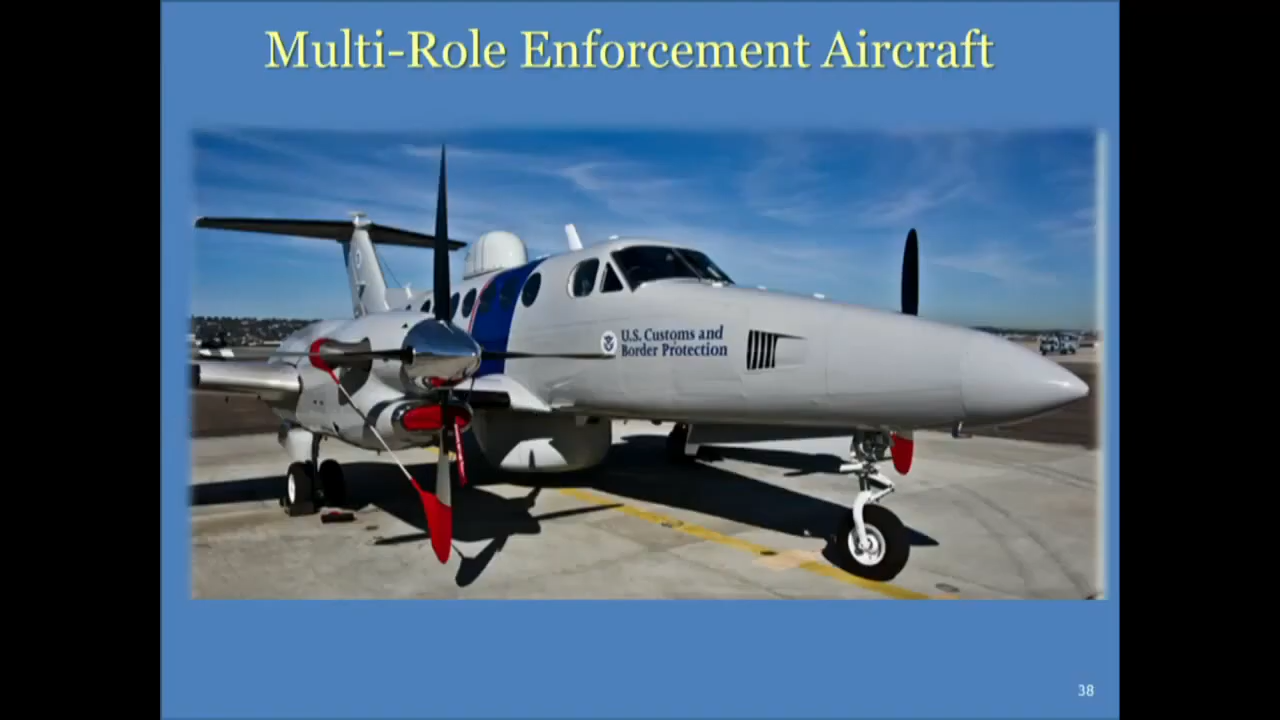 Multi-Role Enforcement Aircraft
U.S. Customs and
Border Protection
38